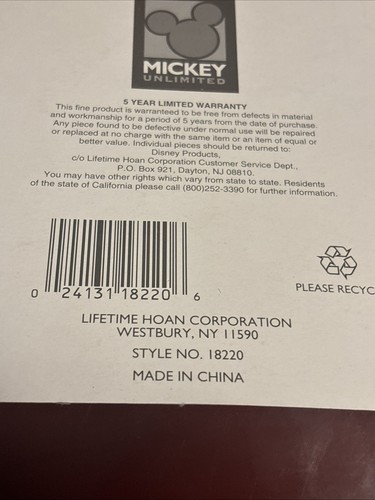 MICKEY
UNLIMITED
5 YEAR LIMITED WARRANTY
This fine product is warranteed to be free from defects in material
and workmanship for a period of 5 years from the date of purchase.
Any piece found to be defective under normal use will be repaired
or replaced at no charge with the same item or an item of equal or
better value. Individual pieces should be returned to:
Disney Products,
c/o Lifetime Hoan Corporation Customer Service Dept.,
P.O. Box 921, Dayton, NJ 08810.
You may have other rights which vary from state to state. Residents
of the state of California please call (800)252-3390 for further information.
0 24131 18220 6
PLEASE RECYC
LIFETIME HOAN CORPORATION
WESTBURY, NY 11590
STYLE NO. 18220
MADE IN CHINA